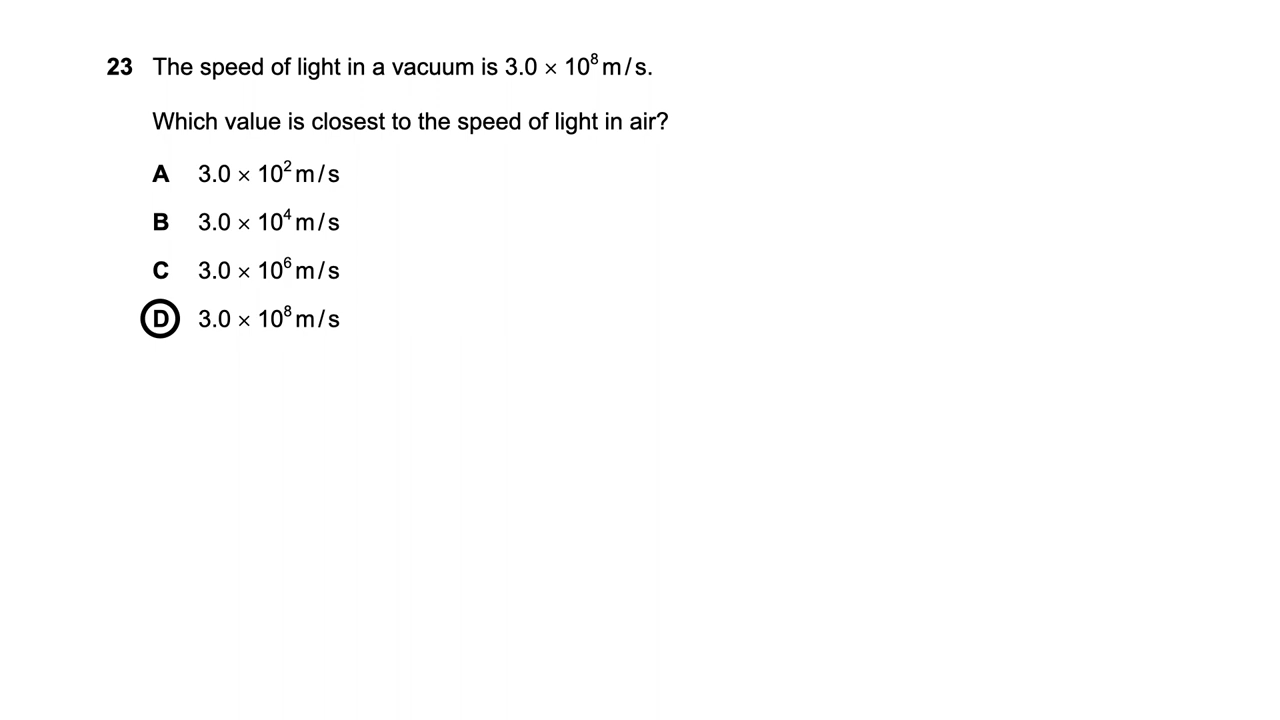 23 The speed of light in a vacuum is 3.0 × 10⁸ m/s.
Which value is closest to the speed of light in air?
A 3.0 × 10² m/s
B 3.0 × 10⁴ m/s
C 3.0 × 10⁶ m/s
D 3.0 × 10⁸ m/s